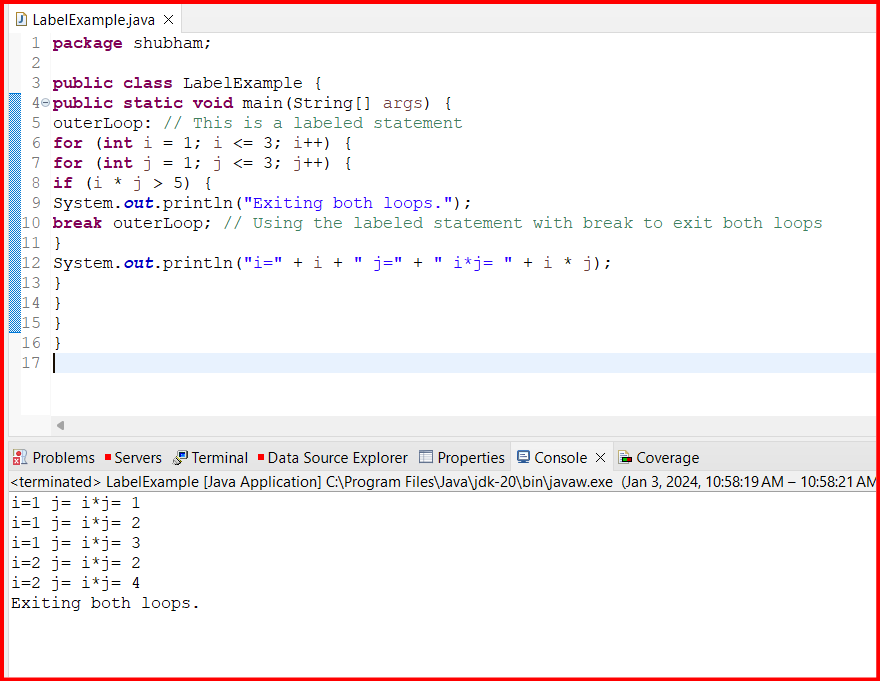 LabelExample.java
1 package shubham;
2
3 public class LabelExample {
4 public static void main(String[] args) {
5 outerLoop: // This is a labeled statement
6 for (int i = 1; i <= 3; i++) {
7 for (int j = 1; j <= 3; j++) {
8 if (i * j > 5) {
9 System.out.println("Exiting both loops.");
10 break outerLoop; // Using the labeled statement with break to exit both loops
11 }
12 System.out.println("i=" + i + " j=" + " i*j= " + i * j);
13 }
14 }
15 }
16 }
17
Problems Servers Terminal Data Source Explorer Properties Console Coverage
<terminated> LabelExample [Java Application] C:\Program Files\Java\jdk-20\bin\javaw.exe (Jan 3, 2024, 10:58:19 AM – 10:58:21 AM
i=1 j= i*j= 1
i=1 j= i*j= 2
i=1 j= i*j= 3
i=2 j= i*j= 2
i=2 j= i*j= 4
Exiting both loops.